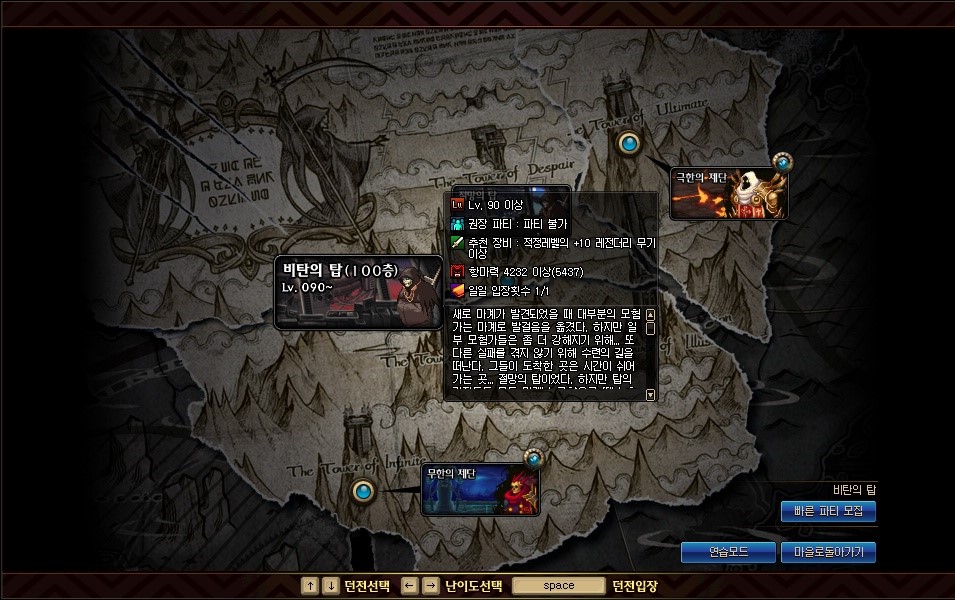 The Tower of Ultimate
The Tower of Despair
극한의 제단
Lv. 90 이상
권장 파티 : 파티 불가
추천 장비 : 적정레벨의 +10 레전더리 무기
이상
항마력 4232 이상(5437)
일일 입장횟수 1/1
비탄의 탑(100층)
Lv. 090~
새로 마계가 발견되었을 때 대부분의 모험
가는 마계로 발걸음을 옮겼다. 하지만 일
부 모험가들은 좀 더 강해지기 위해... 또
다른 실패를 겪지 않기 위해 수련의 길을
떠난다. 그들이 도착한 곳은 시간이 쉬어
가는 곳... 절망의 탑이었다. 하지만 탑의
The Tow
The Tower of Infinite
무한의 제단
비탄의 탑
빠른 파티 모집
연습모드
마을로돌아가기
↑ ↓ 던전선택 ← → 난이도선택 space 던전입장